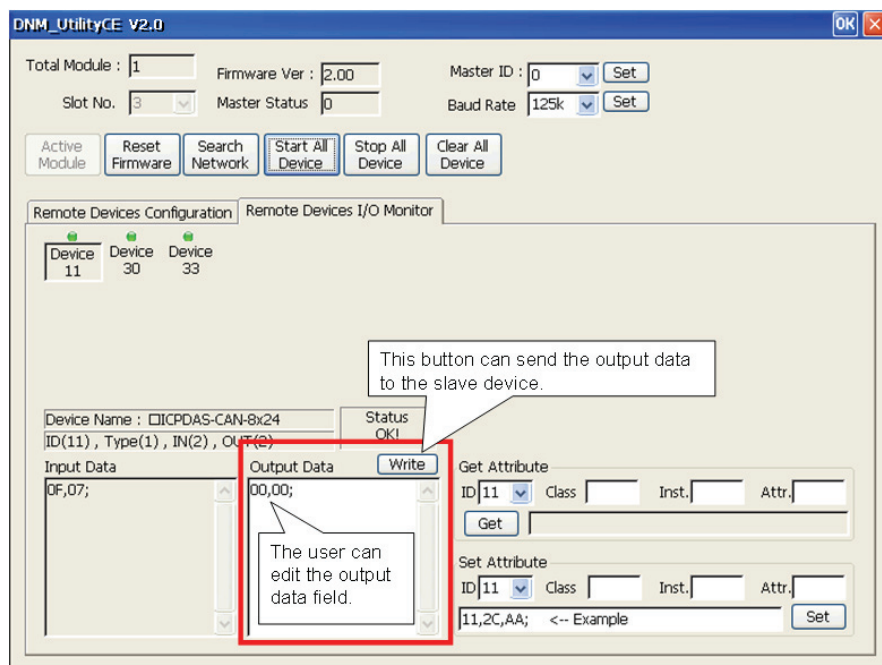 DNM_UtilityCE V2.0 OK
Total Module : 1 Firmware Ver : 2.00 Master ID : 0 Set
Slot No. 3 Master Status 0 Baud Rate 125k Set
Active Module Reset Firmware Search Network Start All Device Stop All Device Clear All Device
Remote Devices Configuration Remote Devices I/O Monitor
Device 11 Device 30 Device 33
This button can send the output data
to the slave device.
Device Name : □ICPDAS-CAN-8x24 Status
ID(11) , Type(1) , IN(2) , OUT(2) OK!
Input Data Output Data Write Get Attribute
0F,07; 00,00; ID 11 Class Inst. Attr.
Get
The user can
edit the output
data field.
Set Attribute
ID 11 Class Inst. Attr.
11,2C,AA; <-- Example Set